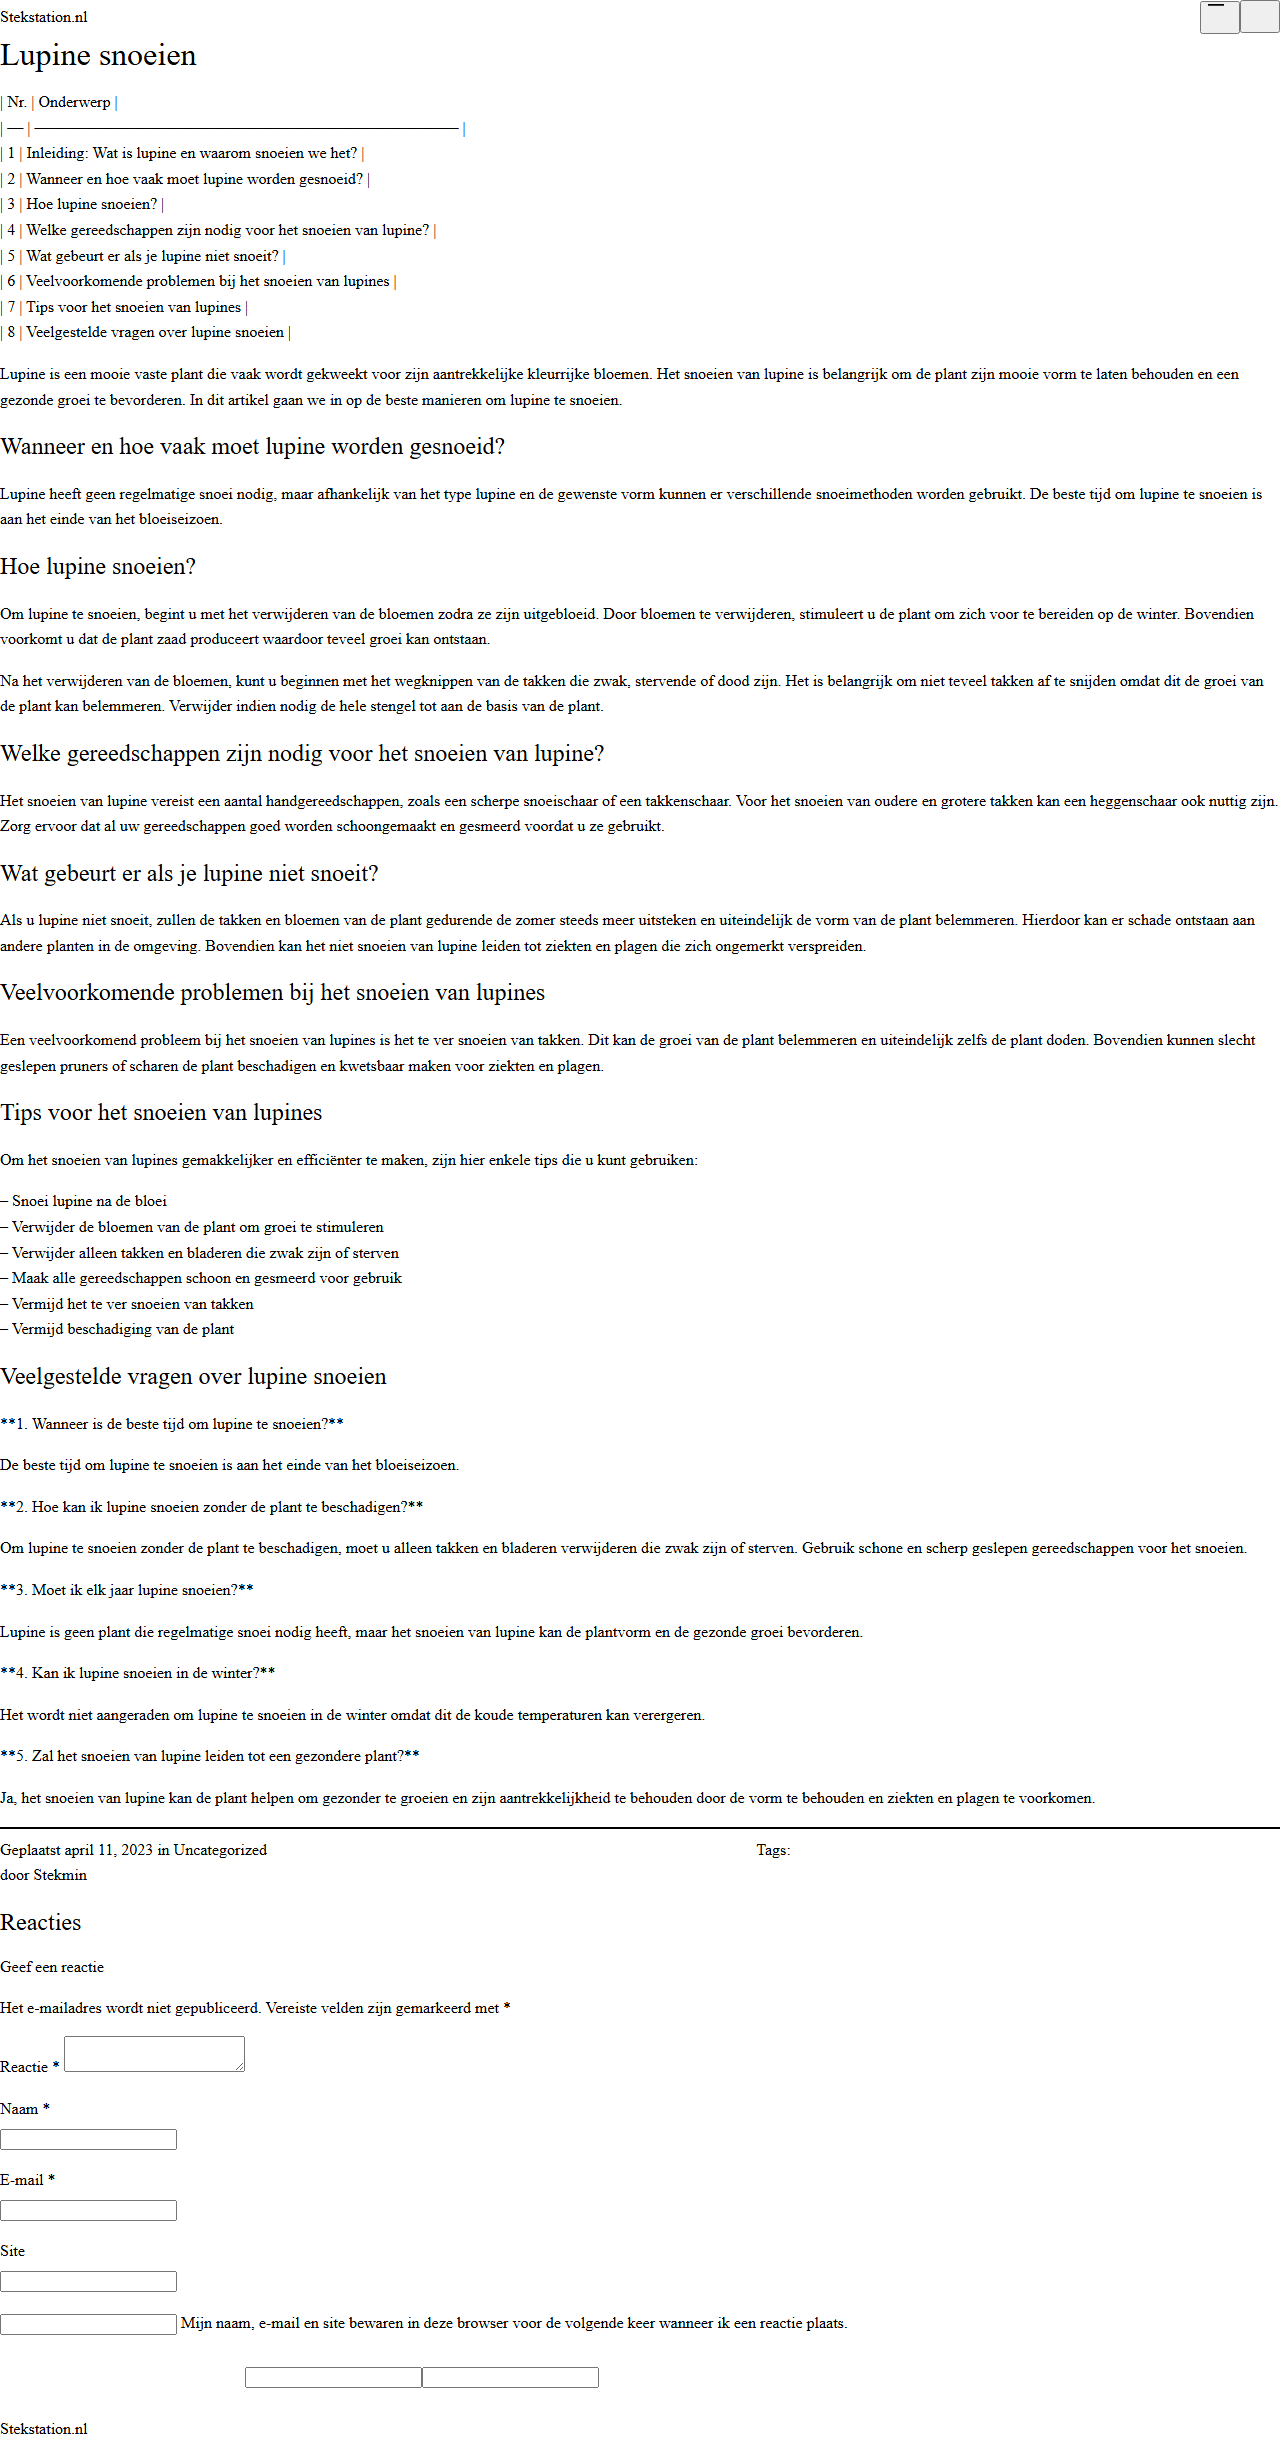 Stekstation.nl
Lupine snoeien
| Nr. | Onderwerp |
| — | ——————————————————————————– |
| 1 | Inleiding: Wat is lupine en waarom snoeien we het? |
| 2 | Wanneer en hoe vaak moet lupine worden gesnoeid? |
| 3 | Hoe lupine snoeien? |
| 4 | Welke gereedschappen zijn nodig voor het snoeien van lupine? |
| 5 | Wat gebeurt er als je lupine niet snoeit? |
| 6 | Veelvoorkomende problemen bij het snoeien van lupines |
| 7 | Tips voor het snoeien van lupines |
| 8 | Veelgestelde vragen over lupine snoeien |
Lupine is een mooie vaste plant die vaak wordt gekweekt voor zijn aantrekkelijke kleurrijke bloemen. Het snoeien van lupine is belangrijk om de plant zijn mooie vorm te laten behouden en een
gezonde groei te bevorderen. In dit artikel gaan we in op de beste manieren om lupine te snoeien.
Wanneer en hoe vaak moet lupine worden gesnoeid?
Lupine heeft geen regelmatige snoei nodig, maar afhankelijk van het type lupine en de gewenste vorm kunnen er verschillende snoeimethoden worden gebruikt. De beste tijd om lupine te snoeien is
aan het einde van het bloeiseizoen.
Hoe lupine snoeien?
Om lupine te snoeien, begint u met het verwijderen van de bloemen zodra ze zijn uitgebloeid. Door bloemen te verwijderen, stimuleert u de plant om zich voor te bereiden op de winter. Bovendien
voorkomt u dat de plant zaad produceert waardoor teveel groei kan ontstaan.
Na het verwijderen van de bloemen, kunt u beginnen met het wegknippen van de takken die zwak, stervende of dood zijn. Het is belangrijk om niet teveel takken af te snijden omdat dit de groei van
de plant kan belemmeren. Verwijder indien nodig de hele stengel tot aan de basis van de plant.
Welke gereedschappen zijn nodig voor het snoeien van lupine?
Het snoeien van lupine vereist een aantal handgereedschappen, zoals een scherpe snoeischaar of een takkenschaar. Voor het snoeien van oudere en grotere takken kan een heggenschaar ook nuttig zijn.
Zorg ervoor dat al uw gereedschappen goed worden schoongemaakt en gesmeerd voordat u ze gebruikt.
Wat gebeurt er als je lupine niet snoeit?
Als u lupine niet snoeit, zullen de takken en bloemen van de plant gedurende de zomer steeds meer uitsteken en uiteindelijk de vorm van de plant belemmeren. Hierdoor kan er schade ontstaan aan
andere planten in de omgeving. Bovendien kan het niet snoeien van lupine leiden tot ziekten en plagen die zich ongemerkt verspreiden.
Veelvoorkomende problemen bij het snoeien van lupines
Een veelvoorkomend probleem bij het snoeien van lupines is het te ver snoeien van takken. Dit kan de groei van de plant belemmeren en uiteindelijk zelfs de plant doden. Bovendien kunnen slecht
geslepen pruners of scharen de plant beschadigen en kwetsbaar maken voor ziekten en plagen.
Tips voor het snoeien van lupines
Om het snoeien van lupines gemakkelijker en efficiënter te maken, zijn hier enkele tips die u kunt gebruiken:
– Snoei lupine na de bloei
– Verwijder de bloemen van de plant om groei te stimuleren
– Verwijder alleen takken en bladeren die zwak zijn of sterven
– Maak alle gereedschappen schoon en gesmeerd voor gebruik
– Vermijd het te ver snoeien van takken
– Vermijd beschadiging van de plant
Veelgestelde vragen over lupine snoeien
**1. Wanneer is de beste tijd om lupine te snoeien?**
De beste tijd om lupine te snoeien is aan het einde van het bloeiseizoen.
**2. Hoe kan ik lupine snoeien zonder de plant te beschadigen?**
Om lupine te snoeien zonder de plant te beschadigen, moet u alleen takken en bladeren verwijderen die zwak zijn of sterven. Gebruik schone en scherp geslepen gereedschappen voor het snoeien.
**3. Moet ik elk jaar lupine snoeien?**
Lupine is geen plant die regelmatige snoei nodig heeft, maar het snoeien van lupine kan de plantvorm en de gezonde groei bevorderen.
**4. Kan ik lupine snoeien in de winter?**
Het wordt niet aangeraden om lupine te snoeien in de winter omdat dit de koude temperaturen kan verergeren.
**5. Zal het snoeien van lupine leiden tot een gezondere plant?**
Ja, het snoeien van lupine kan de plant helpen om gezonder te groeien en zijn aantrekkelijkheid te behouden door de vorm te behouden en ziekten en plagen te voorkomen.
Geplaatst april 11, 2023 in Uncategorized
door Stekmin
Tags:
Reacties
Geef een reactie
Het e-mailadres wordt niet gepubliceerd. Vereiste velden zijn gemarkeerd met *
Reactie *
Naam *
E-mail *
Site
Mijn naam, e-mail en site bewaren in deze browser voor de volgende keer wanneer ik een reactie plaats.
Stekstation.nl